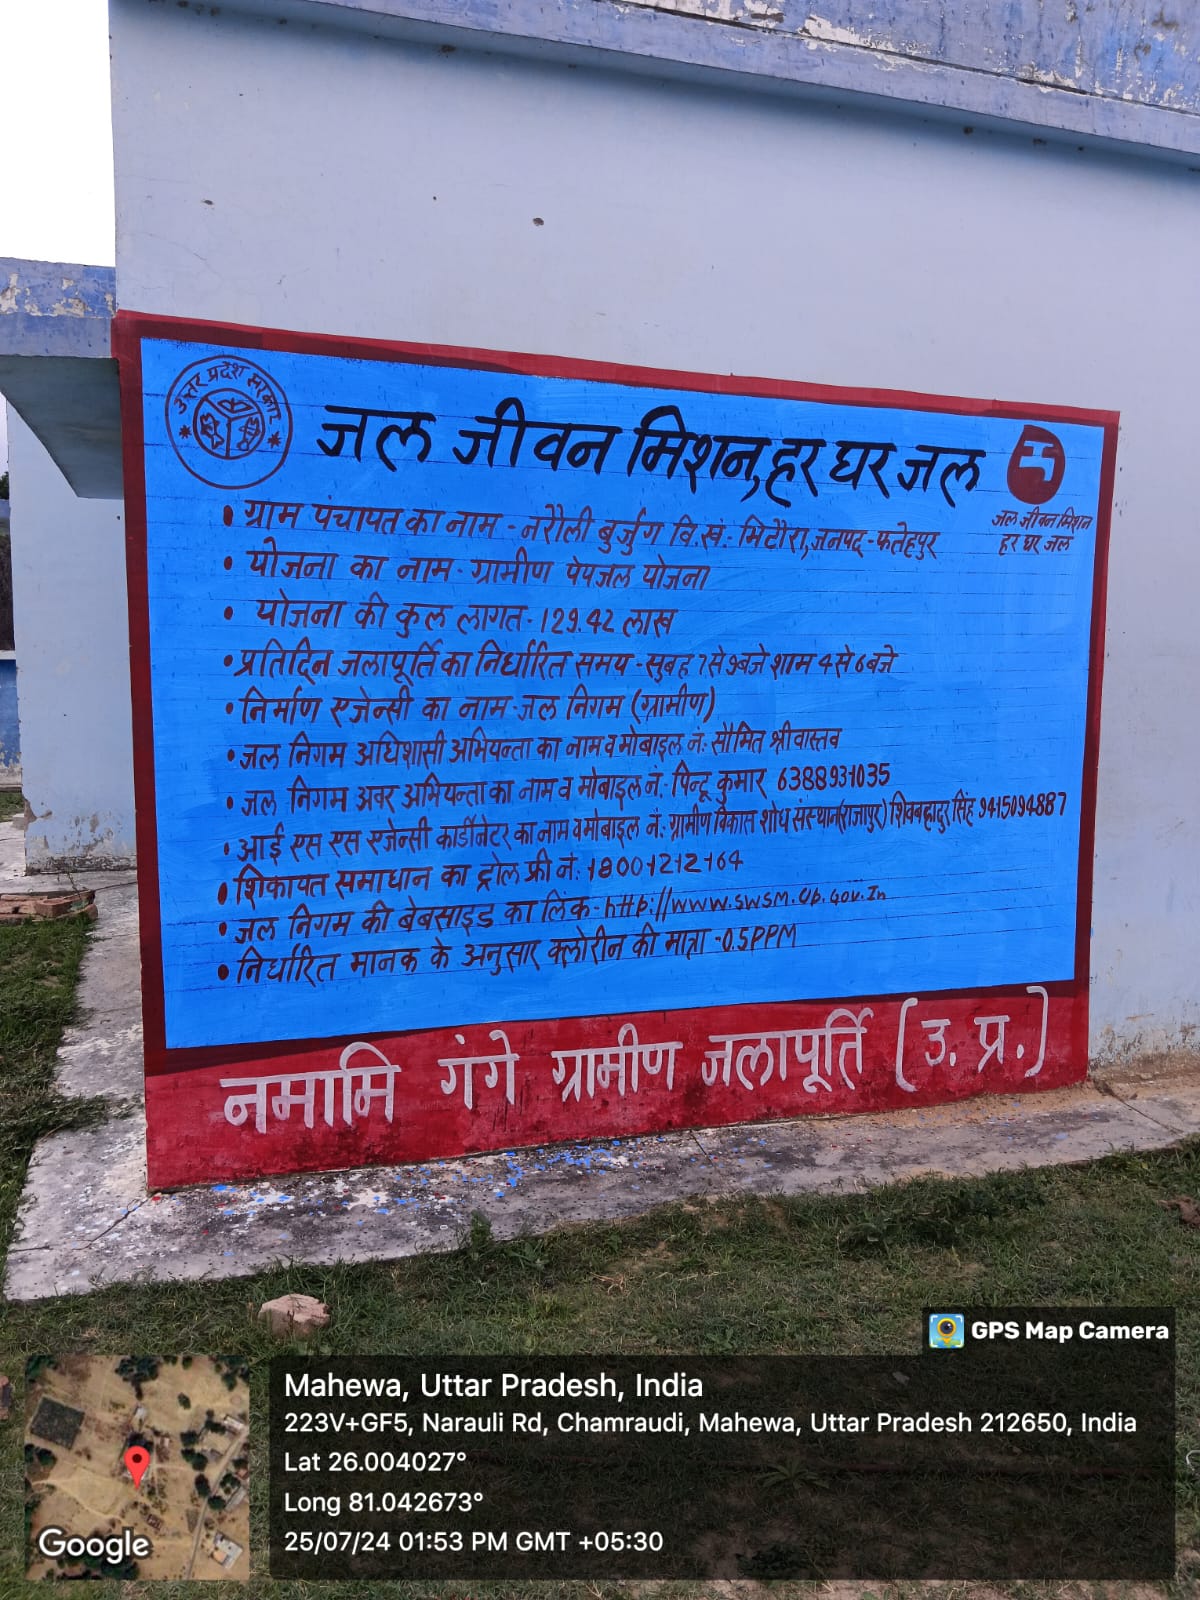 उत्तर प्रदेश सरकार
जल जीवन मिशन, हर घर जल
जल जीवन मिशन
हर घर जल
• ग्राम पंचायत का नाम - नरौली बुर्जुग वि.खं.- भिटौरा, जनपद - फतेहपुर
• योजना का नाम - ग्रामीण पेयजल योजना
• योजना की कुल लागत - 129.42 लाख
• प्रतिदिन जलापूर्ति का निर्धारित समय - सुबह 7 से 9 बजे शाम 4 से 6 बजे
• निर्माण एजेन्सी का नाम - जल निगम (ग्रामीण)
• जल निगम अधिशासी अभियन्ता का नाम व मोबाइल नं.: सौमित श्रीवास्तव
• जल निगम अवर अभियन्ता का नाम व मोबाइल नं.- पिन्टू कुमार 6388931035
• आई एस एस एजेन्सी कार्डीनेटर का नाम व मोबाइल नं.: ग्रामीण विकास शोध संस्थान (राजापुर) शिवबहादुर सिंह 9415094887
• शिकायत समाधान का ट्रोल फ्री नं.: 18001212164
• जल निगम की बेबसाइड का लिंक - http://www.swsm.Up.Gov.In
• निर्धारित मानक के अनुसार क्लोरीन की मात्रा - 0.5PPM
नमामि गंगे ग्रामीण जलापूर्ति (उ. प्र.)
GPS Map Camera
Mahewa, Uttar Pradesh, India
223V+GF5, Narauli Rd, Chamraudi, Mahewa, Uttar Pradesh 212650, India
Lat 26.004027°
Long 81.042673°
25/07/24 01:53 PM GMT +05:30
Google